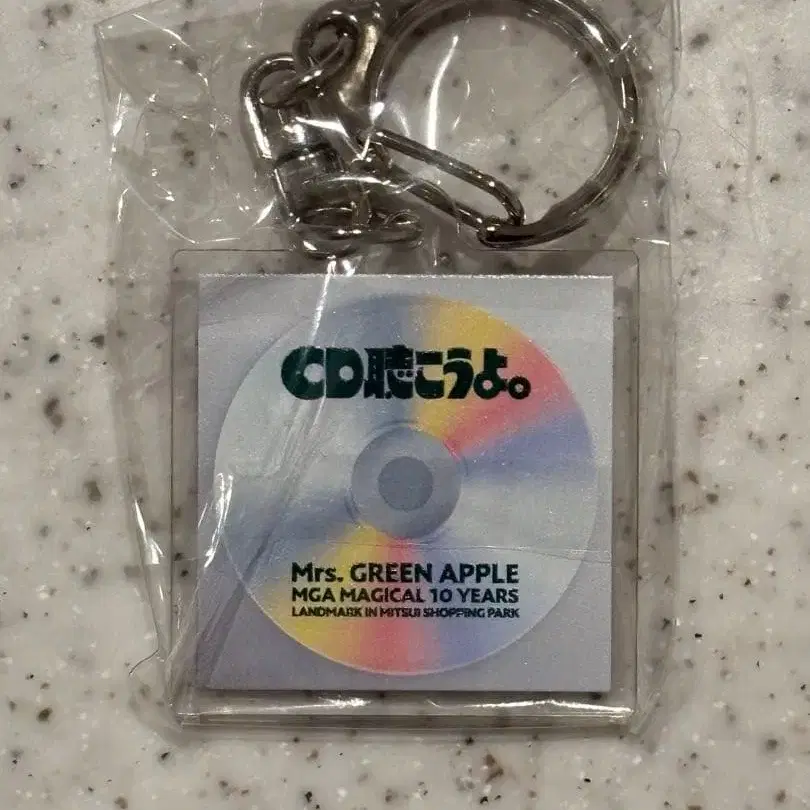 CD聴こうよ。
Mrs. GREEN APPLE
MGA MAGICAL 10 YEARS
LANDMARK IN MITSUI SHOPPING PARK